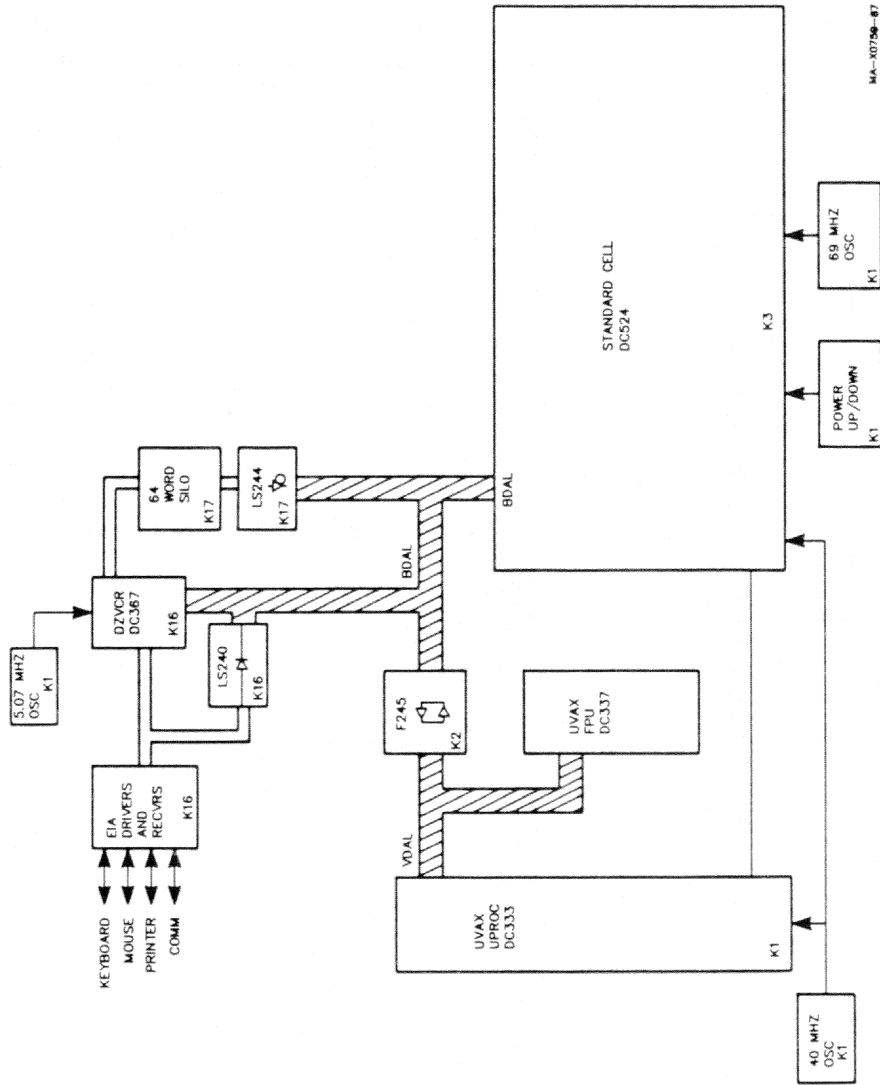 KEYBOARD
MOUSE
PRINTER
COMM
EIA
DRIVERS
AND
RECVRS
K16
5.07 MHZ
OSC
K1
DZVCR
DC367
K16
LS240
K16
64
WORD
SILO
K17
LS244
K17
BDAL
VDAL
F245
K2
BDAL
UVAX
UPROC
DC333
K1
UVAX
FPU
DC337
STANDARD CELL
DC524
K3
40 MHZ
OSC
K1
POWER
UP/DOWN
K1
69 MHZ
OSC
K1
MA-X0759-87